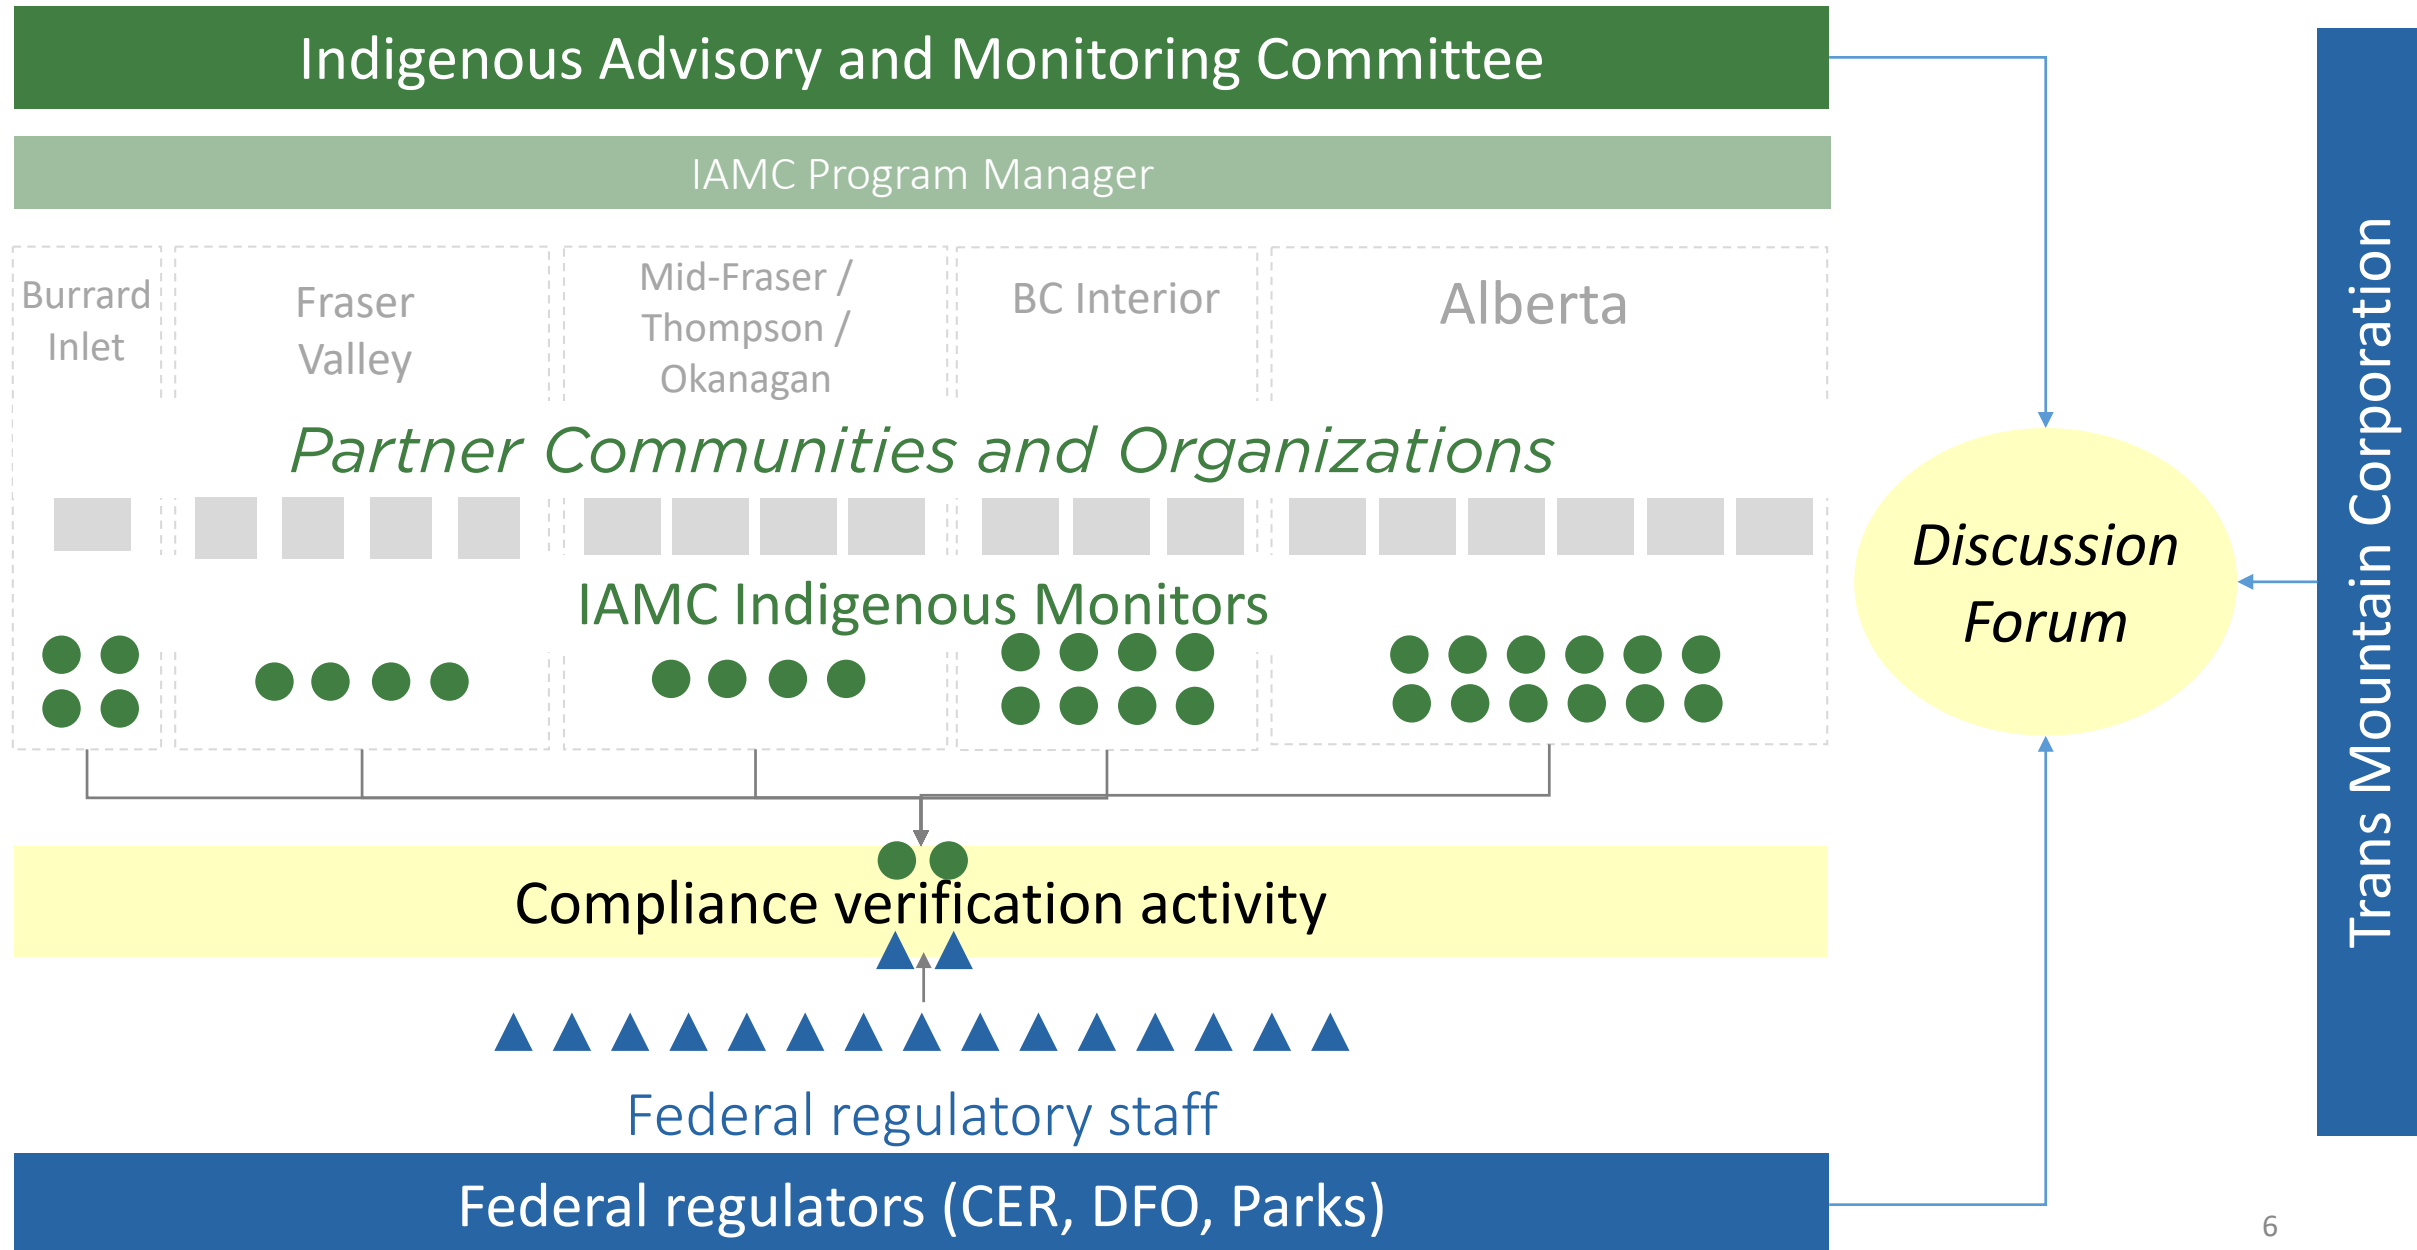 Indigenous Advisory and Monitoring Committee
IAMC Program Manager
Burrard
Inlet
Fraser
Valley
Mid-Fraser /
Thompson /
Okanagan
BC Interior
Alberta
Partner Communities and Organizations
IAMC Indigenous Monitors
Compliance verification activity
Federal regulatory staff
Federal regulators (CER, DFO, Parks)
Discussion
Forum
Trans Mountain Corporation
6